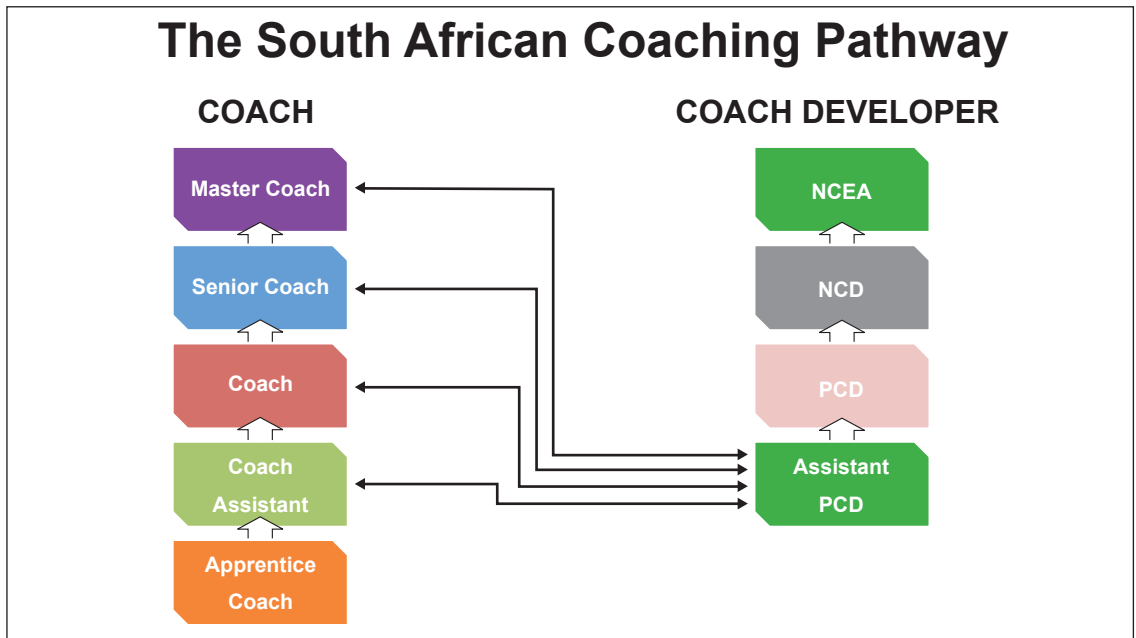 The South African Coaching Pathway
COACH
Master Coach
Senior Coach
Coach
Coach
Assistant
Apprentice
Coach
COACH DEVELOPER
NCEA
NCD
PCD
Assistant
PCD